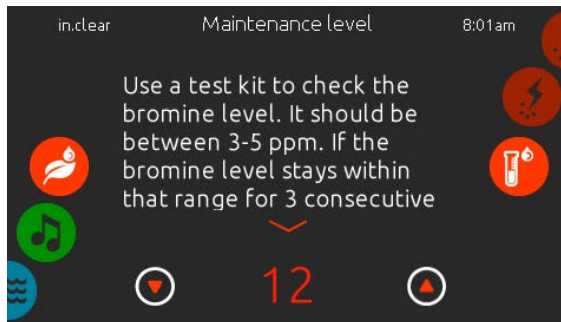 in.clear Maintenance level 8:01am
Use a test kit to check the
bromine level. It should be
between 3-5 ppm. If the
bromine level stays within
that range for 3 consecutive
12